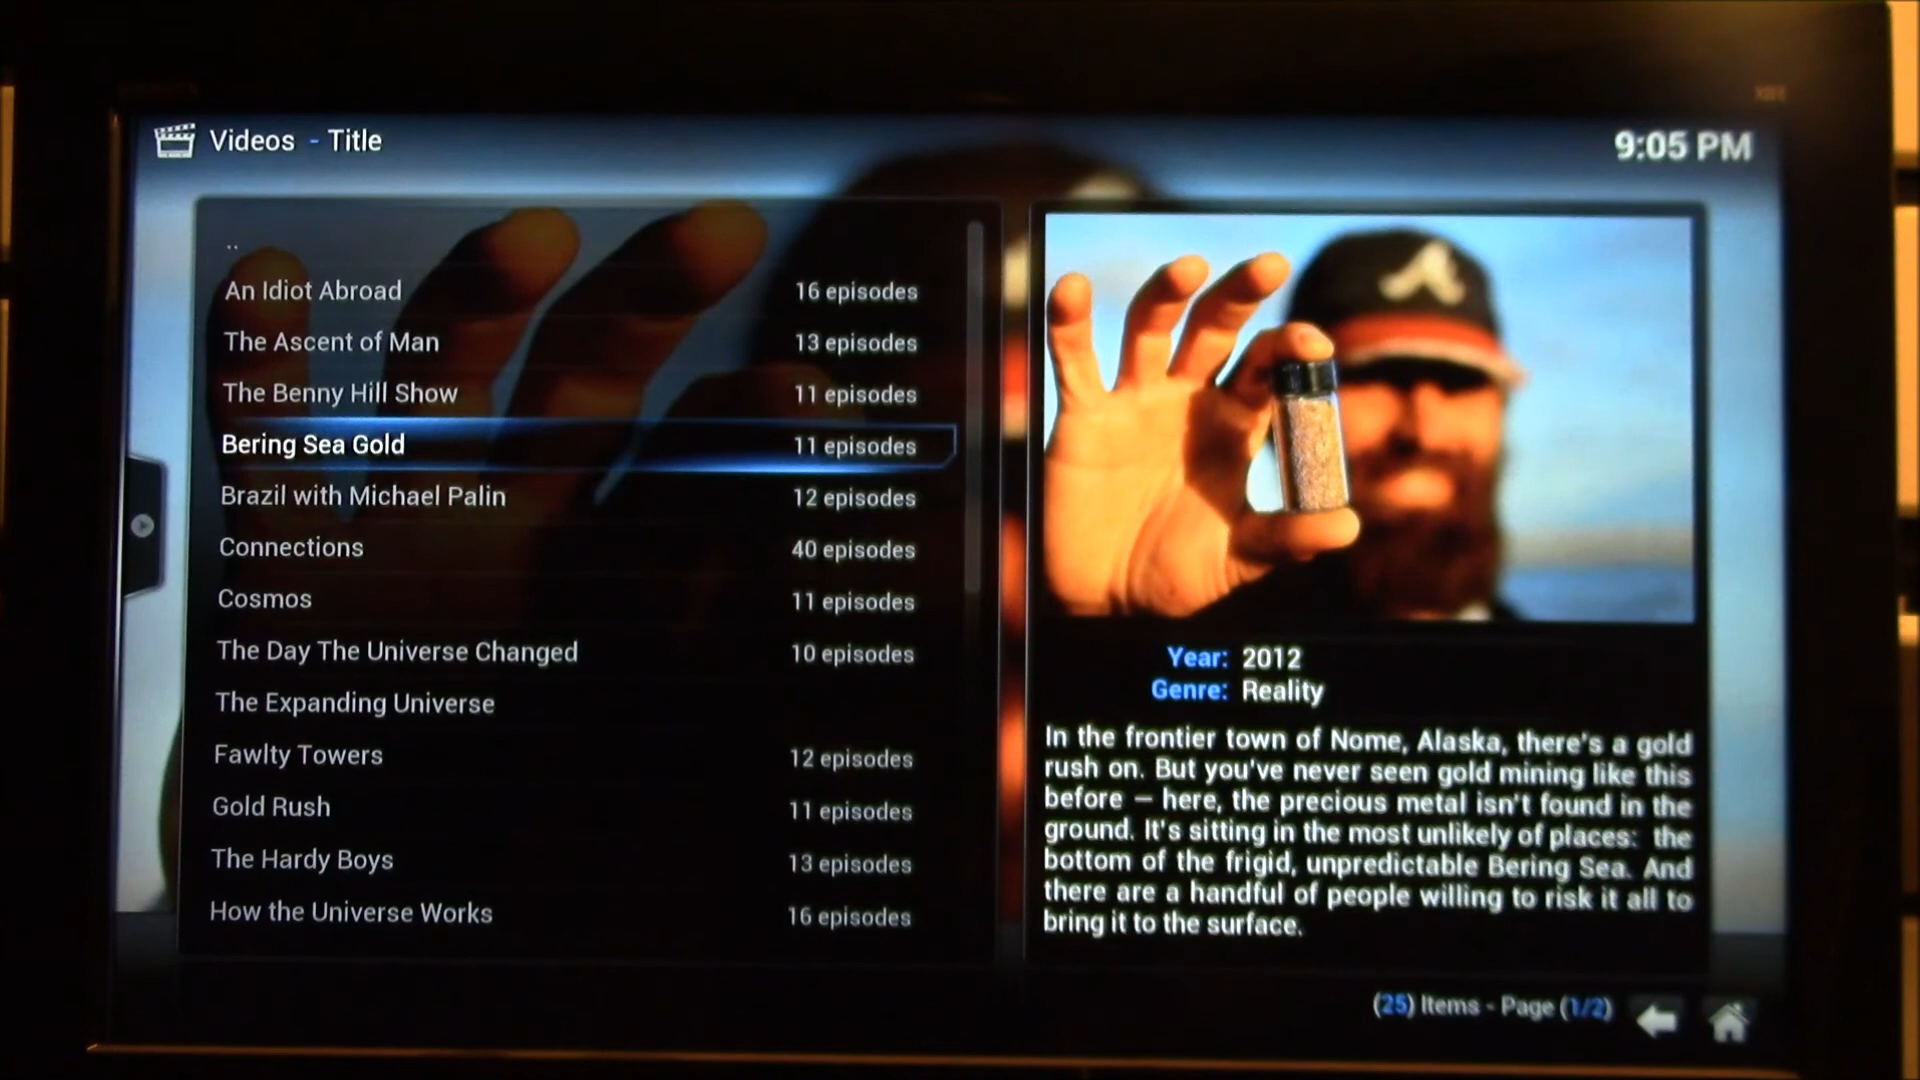 Videos - Title
9:05 PM
..
An Idiot Abroad 16 episodes
The Ascent of Man 13 episodes
The Benny Hill Show 11 episodes
Bering Sea Gold 11 episodes
Brazil with Michael Palin 12 episodes
Connections 40 episodes
Cosmos 11 episodes
The Day The Universe Changed 10 episodes
The Expanding Universe
Fawlty Towers 12 episodes
Gold Rush 11 episodes
The Hardy Boys 13 episodes
How the Universe Works 16 episodes
A
Year: 2012
Genre: Reality
In the frontier town of Nome, Alaska, there's a gold
rush on. But you've never seen gold mining like this
before — here, the precious metal isn't found in the
ground. It's sitting in the most unlikely of places: the
bottom of the frigid, unpredictable Bering Sea. And
there are a handful of people willing to risk it all to
bring it to the surface.
(25) Items - Page (1/2)